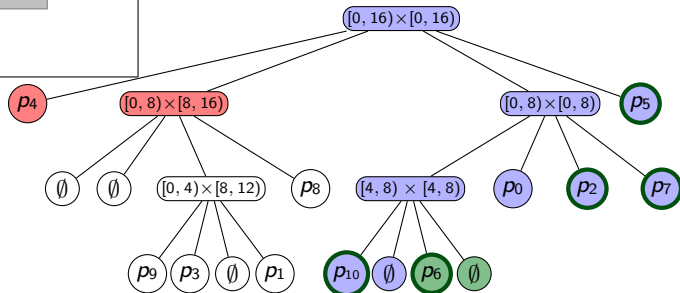 [0, 16)×[0, 16)
p4 [0, 8)×[8, 16) [0, 8)×[0, 8) p5
∅ ∅ [0, 4)×[8, 12) p8 [4, 8) × [4, 8) p0 p2 p7
p9 p3 ∅ p1 p10 ∅ p6 ∅